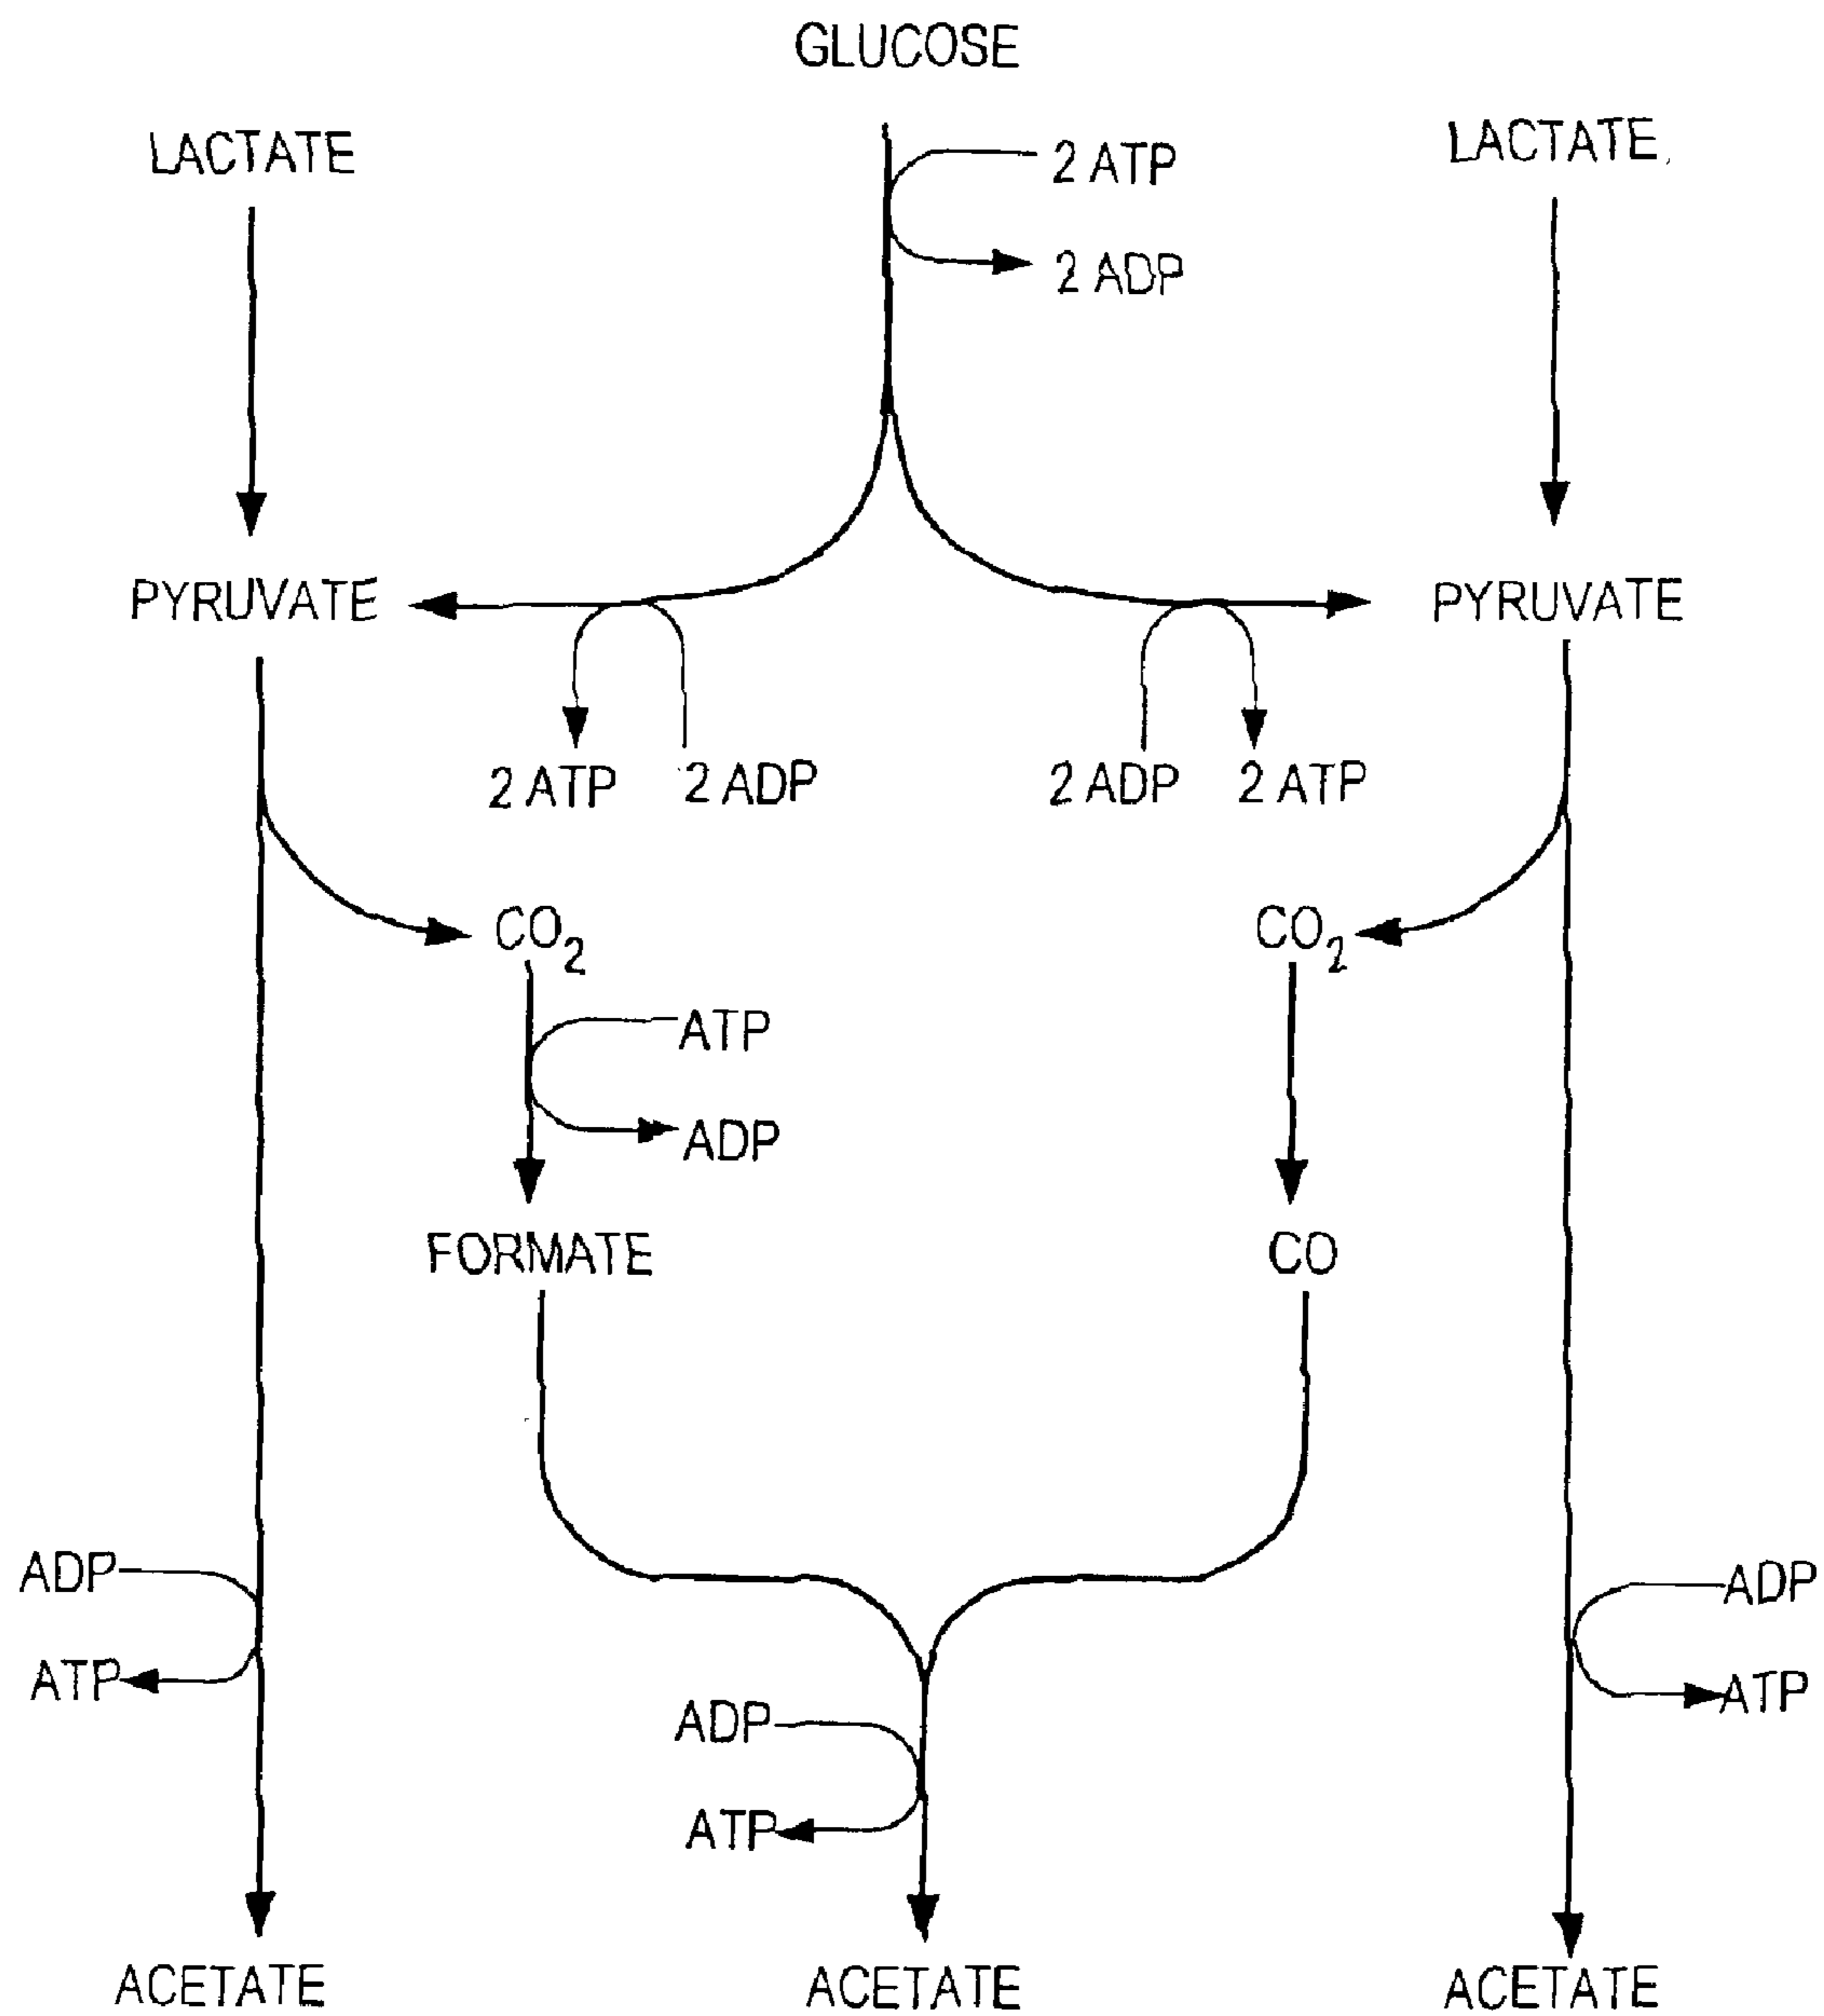 GLUCOSE
LACTATE
LACTATE
2 ATP
2 ADP
PYRUVATE
PYRUVATE
2 ATP
2 ADP
2 ADP
2 ATP
CO2
CO2
ATP
ADP
FORMATE
CO
ADP
ATP
ADP
ATP
ADP
ATP
ACETATE
ACETATE
ACETATE